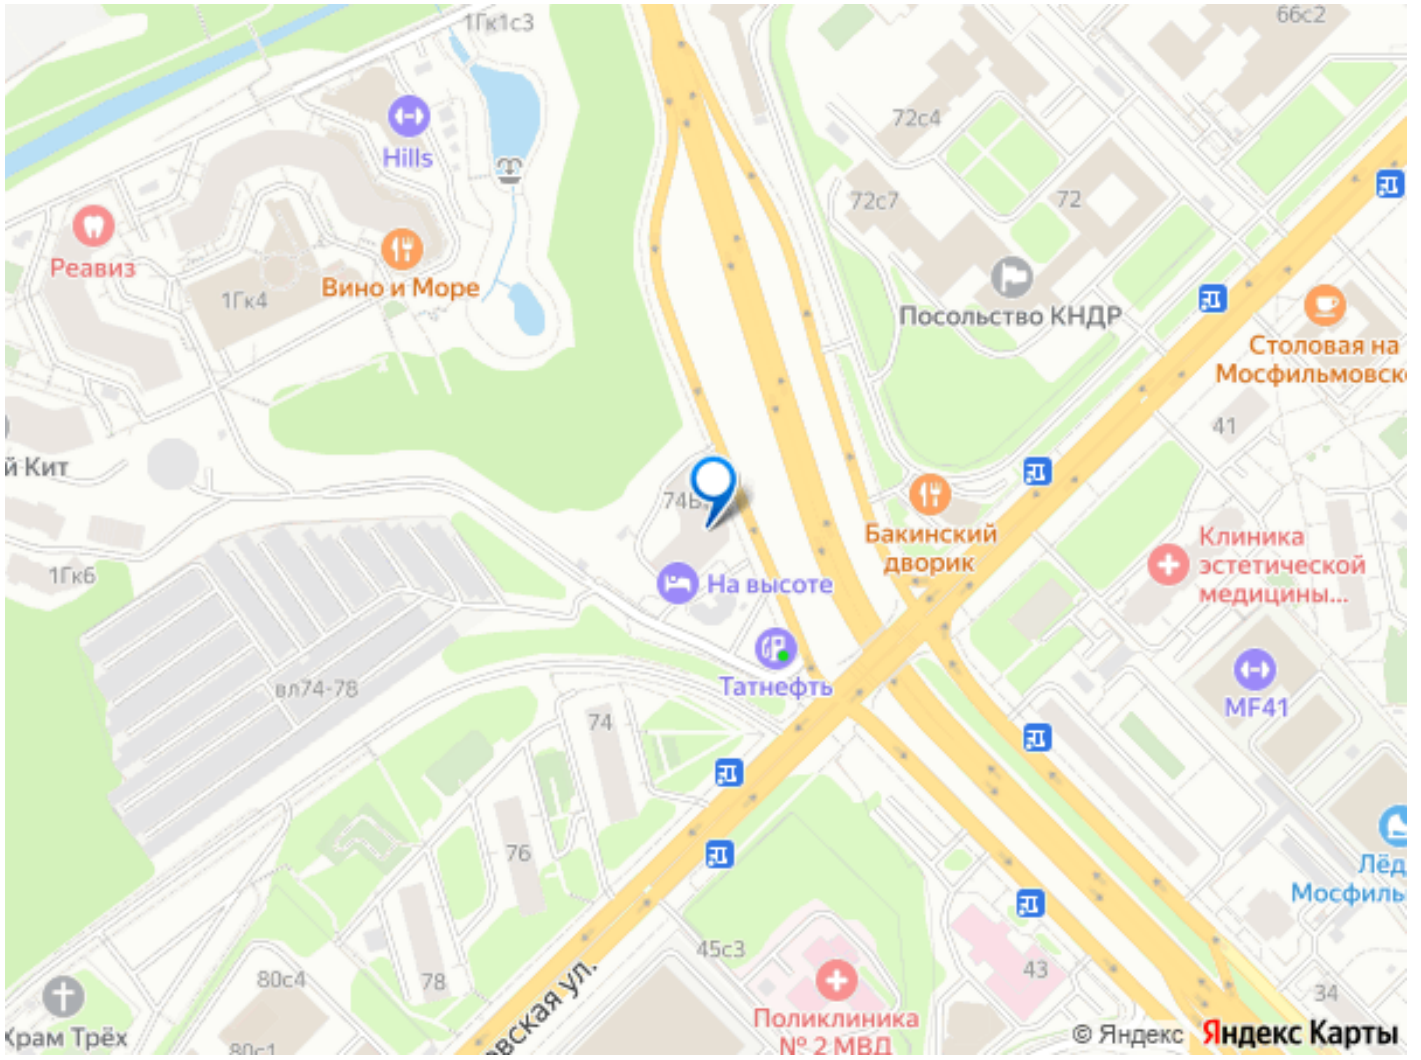 1Гк1с3
66с2
Hills
72с4
72с7
72
Реавиз
1Гк4
Вино и Море
Посольство КНДР
Столовая на
Мосфильмовск
41
й Кит
74В
Бакинский
дворик
Клиника
эстетической
медицины...
1Гк6
На высоте
вл74-78
Татнефть
74
MF41
76
Лёд
Мосфиль
78
80с4
45с3
43
34
Храм Трёх
80с1
вская ул.
Поликлиника
№ 2 МВД
© Яндекс Яндекс Карты